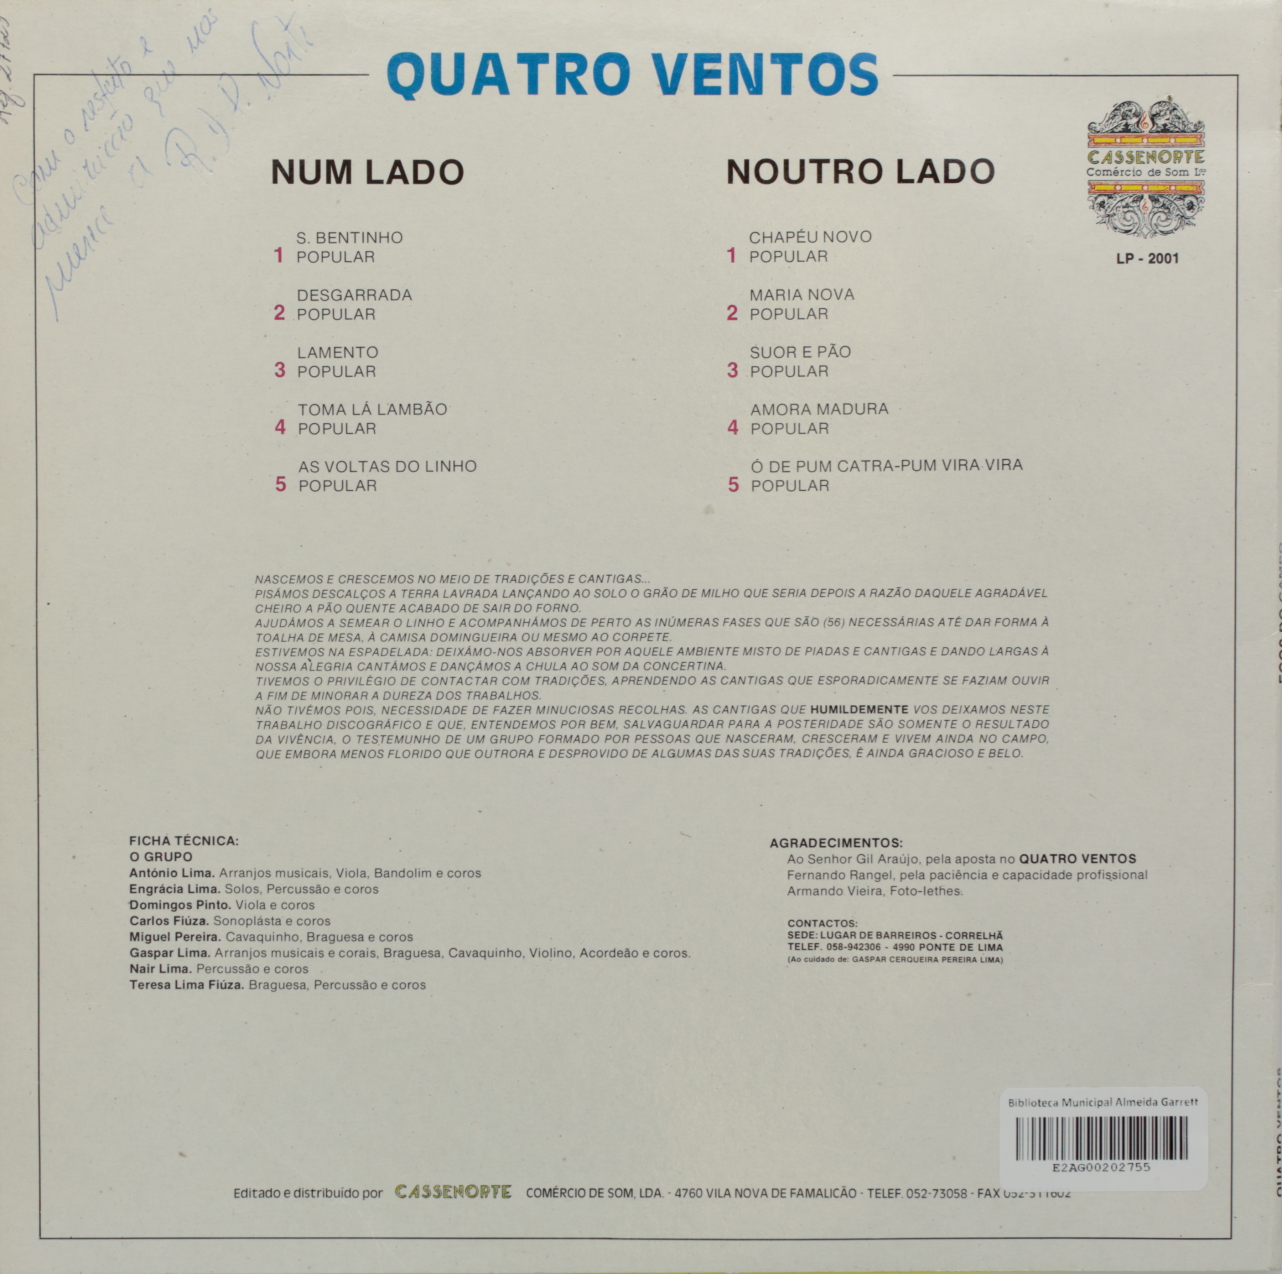 Com o respeito e
admiração que nos
merece a R.D.P. Norte
QUATRO VENTOS
CASSENORTE
Comércio de Som Lda
LP - 2001
NUM LADO
1 S. BENTINHO
POPULAR
2 DESGARRADA
POPULAR
3 LAMENTO
POPULAR
4 TOMA LÁ L'AMBÃO
POPULAR
5 AS VOLTAS DO LINHO
POPULAR
NOUTRO LADO
1 CHAPÉU NOVO
POPULAR
2 MARIA NOVA
POPULAR
3 SUOR E PÃO
POPULAR
4 AMORA MADURA
POPULAR
5 Ó DE PUM CATRA-PUM VIRA VIRA
POPULAR
NASCEMOS E CRESCEMOS NO MEIO DE TRADIÇÕES E CANTIGAS...
PISÁMOS DESCALÇOS A TERRA LAVRADA LANÇANDO AO SOLO O GRÃO DE MILHO QUE SERIA DEPOIS A RAZÃO DAQUELE AGRADÁVEL
CHEIRO A PÃO QUENTE ACABADO DE SAIR DO FORNO.
AJUDÁMOS A SEMEAR O LINHO E ACOMPANHÁMOS DE PERTO AS INÚMERAS FASES QUE SÃO (56) NECESSÁRIAS ATÉ DAR FORMA À
TOALHA DE MESA, À CAMISA DOMINGUEIRA OU MESMO AO CORPETE.
ESTIVEMOS NA ESPADELADA: DEIXÁMO-NOS ABSORVER POR AQUELE AMBIENTE MISTO DE PIADAS E CANTIGAS E DANDO LARGAS À
NOSSA ALEGRIA CANTÁMOS E DANÇÁMOS A CHULA AO SOM DA CONCERTINA.
TIVEMOS O PRIVILÉGIO DE CONTACTAR COM TRADIÇÕES, APRENDENDO AS CANTIGAS QUE ESPORADICAMENTE SE FAZIAM OUVIR
A FIM DE MINORAR A DUREZA DOS TRABALHOS.
NÃO TIVÉMOS POIS, NECESSIDADE DE FAZER MINUCIOSAS RECOLHAS. AS CANTIGAS QUE HUMILDEMENTE VOS DEIXAMOS NESTE
TRABALHO DISCOGRÁFICO E QUE, ENTENDEMOS POR BEM, SALVAGUARDAR PARA A POSTERIDADE SÃO SOMENTE O RESULTADO
DA VIVÊNCIA, O TESTEMUNHO DE UM GRUPO FORMADO POR PESSOAS QUE NASCERAM, CRESCERAM E VIVEM AINDA NO CAMPO,
QUE EMBORA MENOS FLORIDO QUE OUTRORA E DESPROVIDO DE ALGUMAS DAS SUAS TRADIÇÕES, É AINDA GRACIOSO E BELO.
FICHA TÉCNICA:
O GRUPO
António Lima. Arranjos musicais, Viola, Bandolim e coros
Engrácia Lima. Solos, Percussão e coros
Domingos Pinto. Viola e coros
Carlos Fiúza. Sonoplásta e coros
Miguel Pereira. Cavaquinho, Braguesa e coros
Gaspar Lima. Arranjos musicais e corais, Braguesa, Cavaquinho, Violino, Acordeão e coros.
Nair Lima. Percussão e coros
Teresa Lima Fiúza. Braguesa, Percussão e coros
AGRADECIMENTOS:
Ao Senhor Gil Araújo, pela aposta no QUATRO VENTOS
Fernando Rangel, pela paciência e capacidade profissional
Armando Vieira, Foto-lethes.
CONTACTOS:
SEDE: LUGAR DE BARREIROS - CORRELHÃ
TELEF. 058-942306 - 4990 PONTE DE LIMA
(Ao cuidado de: GASPAR CERQUEIRA PEREIRA LIMA)
Biblioteca Municipal Almeida Garrett
E2AG00202755
Editado e distribuído por CASSENORTE COMÉRCIO DE SOM, LDA. - 4760 VILA NOVA DE FAMALICÃO - TELEF. 052-73058 - FAX 052-311602
QUATRO VENTOS